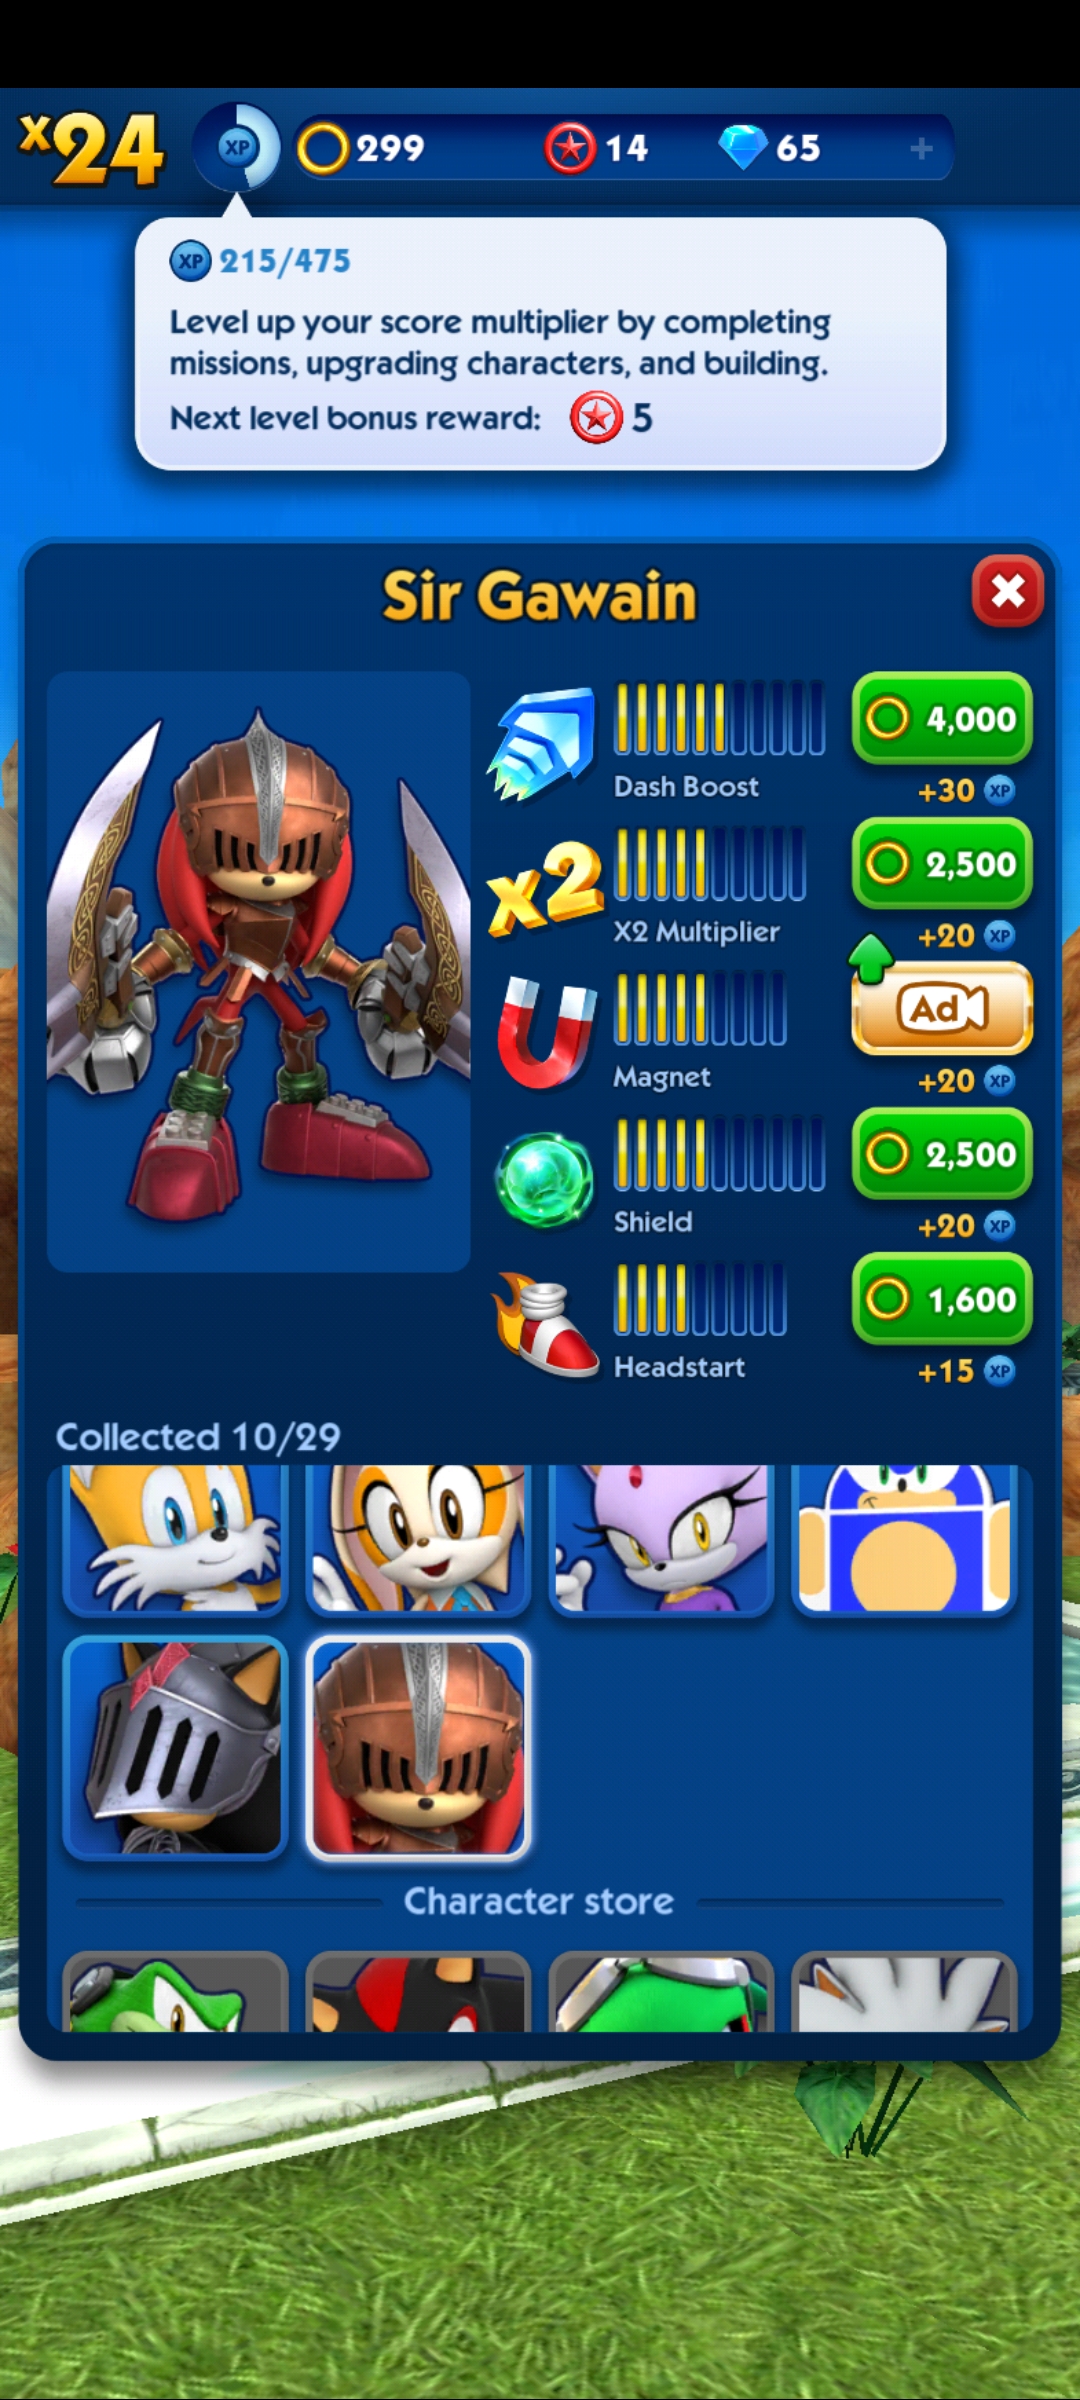 x24 XP 299 14 65 +
XP 215/475
Level up your score multiplier by completing
missions, upgrading characters, and building.
Next level bonus reward: 5
Sir Gawain
4,000
Dash Boost
+30 XP
x2
2,500
X2 Multiplier
+20 XP
Ad
Magnet
+20 XP
2,500
Shield
+20 XP
1,600
Headstart
+15 XP
Collected 10/29
Character store